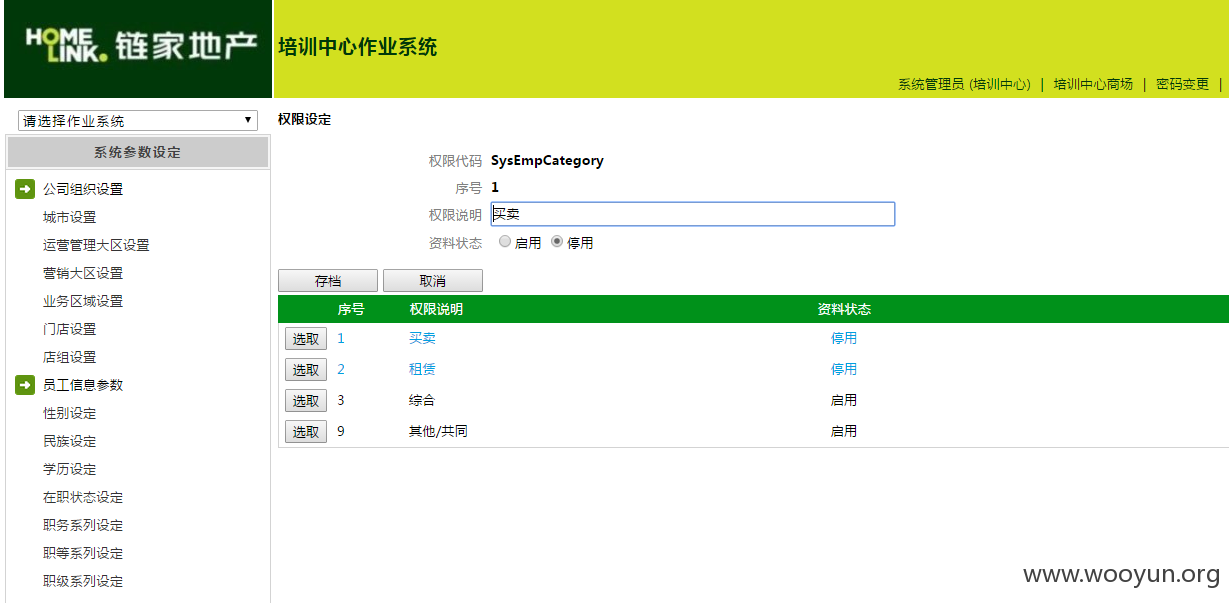 HOME LINK. 链家地产
培训中心作业系统
系统管理员 (培训中心) | 培训中心商场 | 密码变更 |
请选择作业系统
系统参数设定
公司组织设置
城市设置
运营管理大区设置
营销大区设置
业务区域设置
门店设置
店组设置
员工信息参数
性别设定
民族设定
学历设定
在职状态设定
职务系列设定
职等系列设定
职级系列设定
权限设定
权限代码 SysEmpCategory
序号 1
权限说明 买卖
资料状态 启用 停用
存档 取消
序号 权限说明 资料状态
选取 1 买卖 停用
选取 2 租赁 停用
选取 3 综合 启用
选取 9 其他/共同 启用
www.wooyun.org